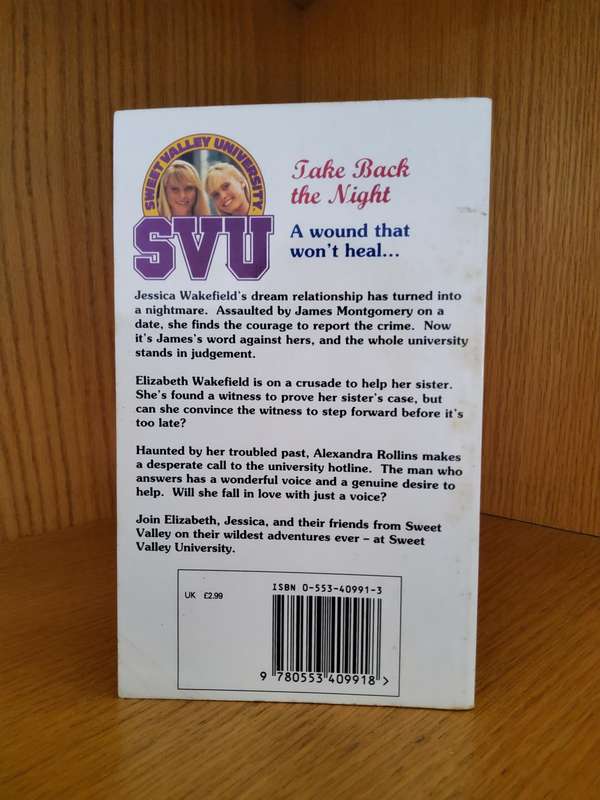 SWEET VALLEY UNIVERSITY
SVU
Take Back
the Night
A wound that
won't heal...
Jessica Wakefield's dream relationship has turned into
a nightmare. Assaulted by James Montgomery on a
date, she finds the courage to report the crime. Now
it's James's word against hers, and the whole university
stands in judgement.
Elizabeth Wakefield is on a crusade to help her sister.
She's found a witness to prove her sister's case, but
can she convince the witness to step forward before it's
too late?
Haunted by her troubled past, Alexandra Rollins makes
a desperate call to the university hotline. The man who
answers has a wonderful voice and a genuine desire to
help. Will she fall in love with just a voice?
Join Elizabeth, Jessica, and their friends from Sweet
Valley on their wildest adventures ever – at Sweet
Valley University.
ISBN 0-553-40991-3
UK £2.99
9 780553 409918 >